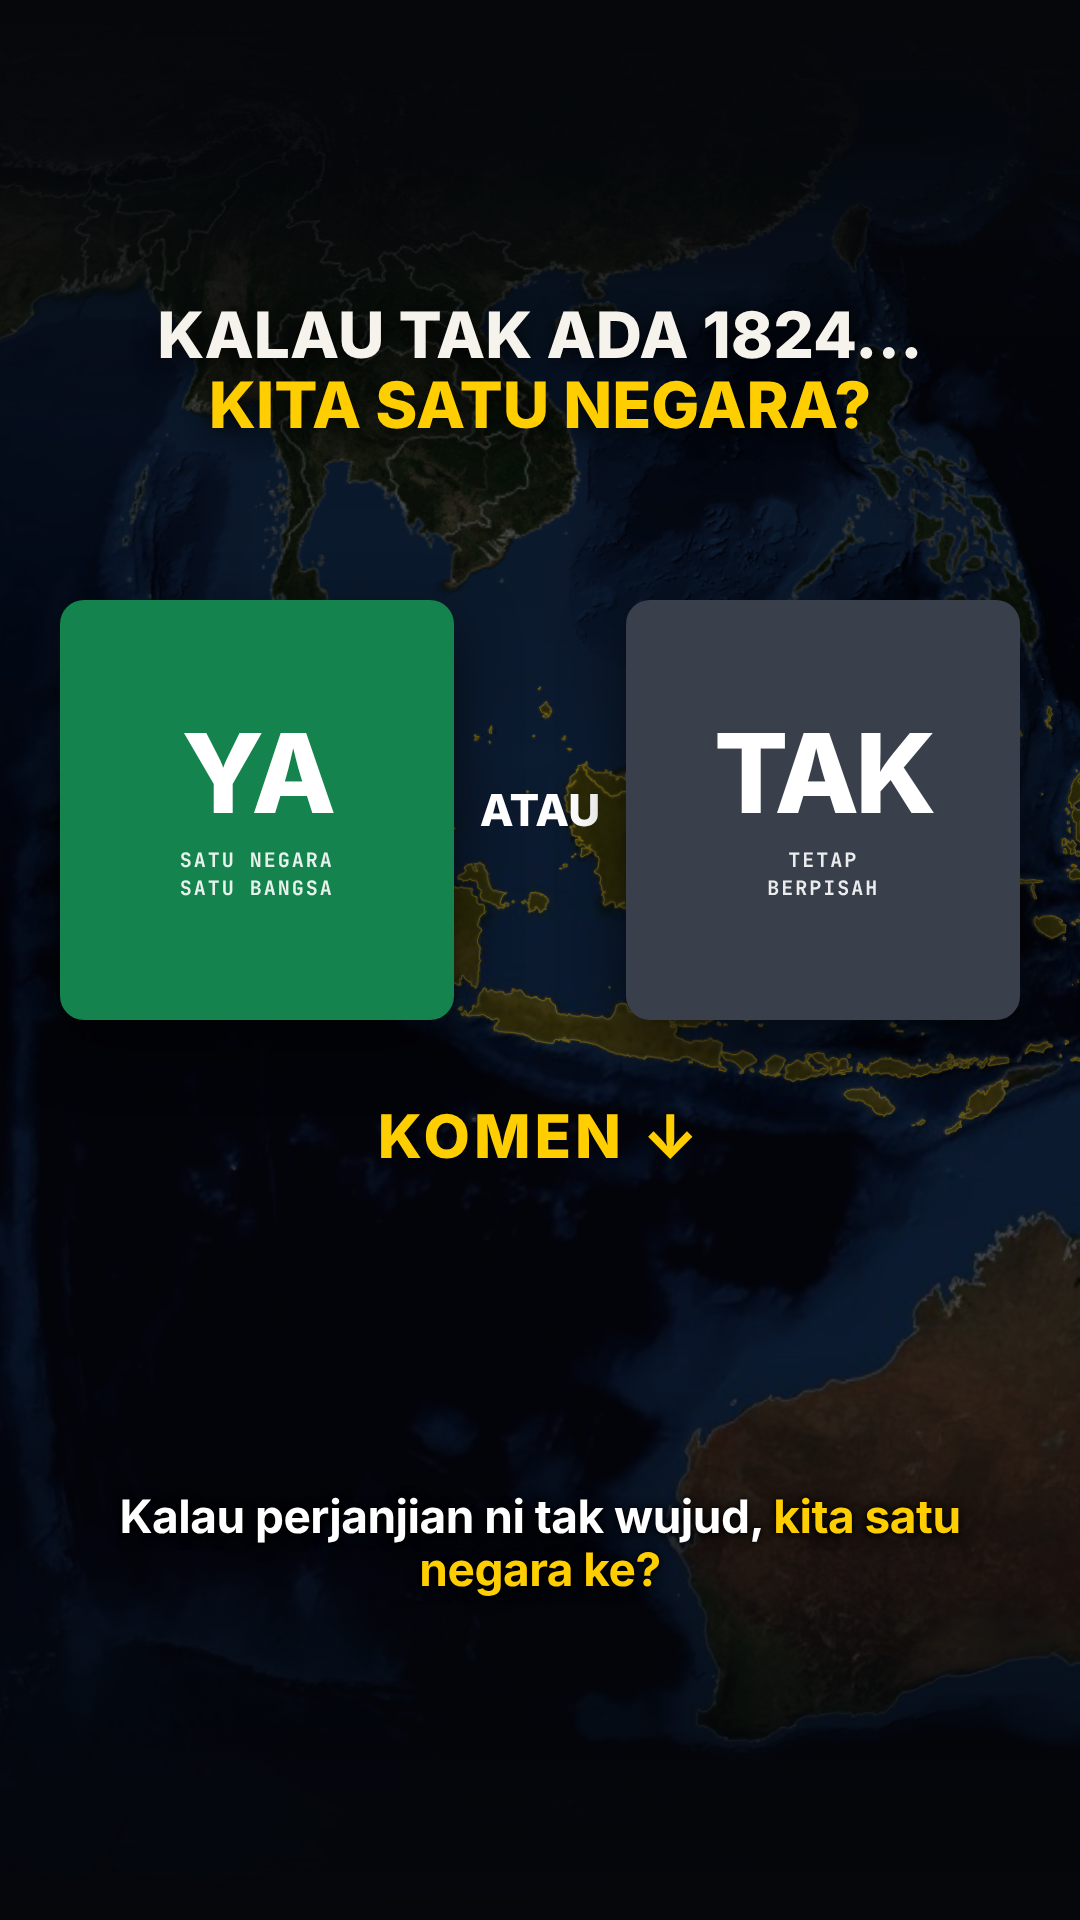 KALAU TAK ADA 1824...
KITA SATU NEGARA?
YA
SATU NEGARA
SATU BANGSA
ATAU
TAK
TETAP
BERPISAH
KOMEN ↓
Kalau perjanjian ni tak wujud, kita satu
negara ke?